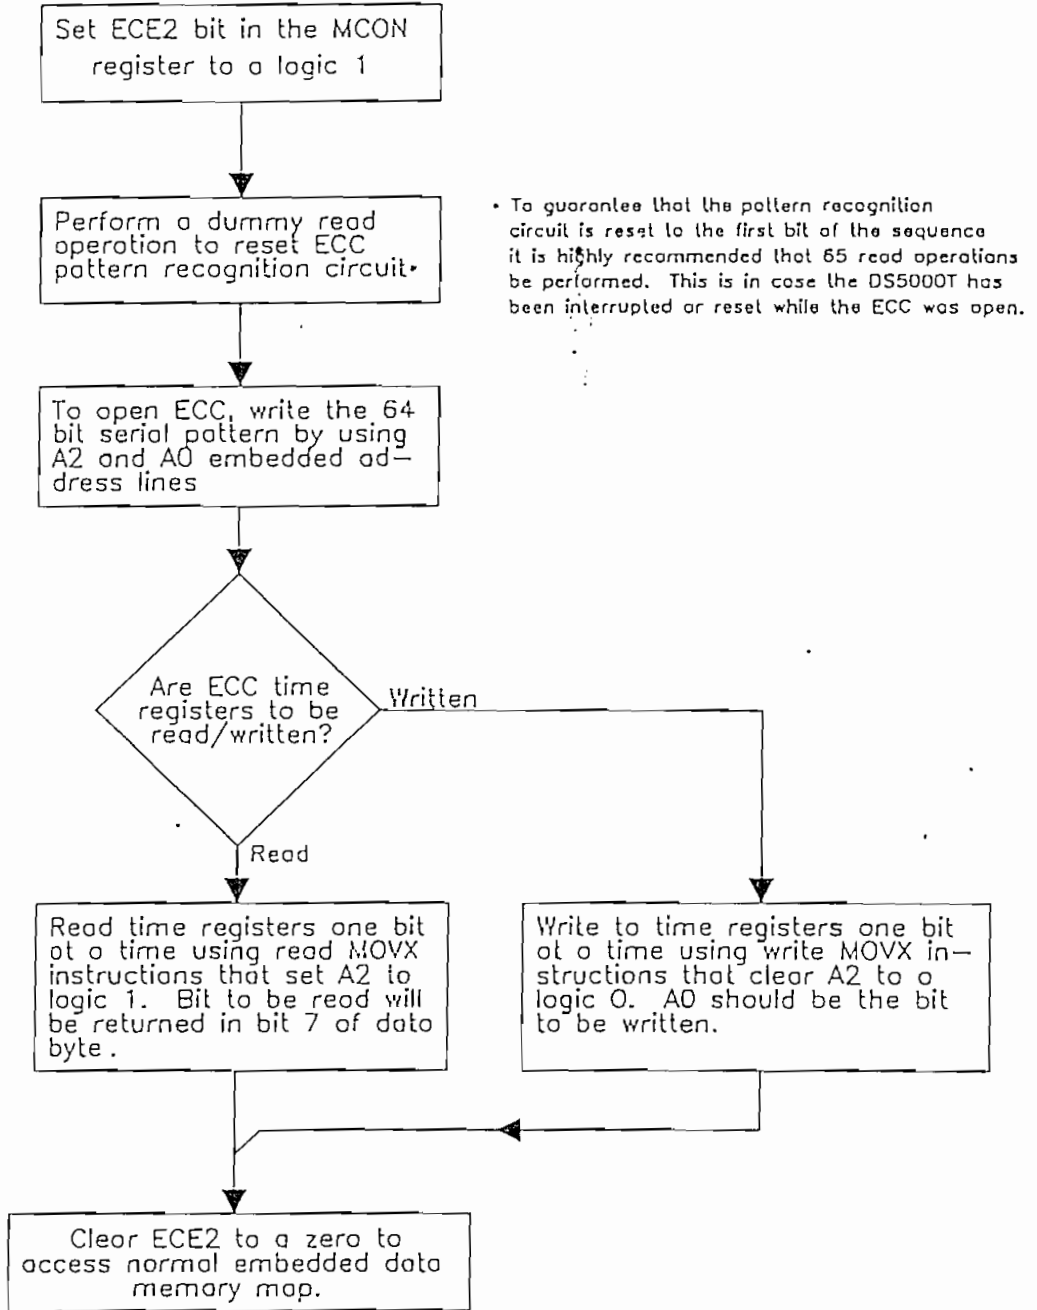 Set ECE2 bit in the MCON
register to a logic 1
Perform a dummy read
operation to reset ECC
pattern recognition circuit•
• To guarantee that the pattern recognition
circuit is reset to the first bit of the sequence
it is highly recommended that 65 read operations
be performed. This is in case the DS5000T has
been interrupted or reset while the ECC was open.
To open ECC, write the 64
bit serial pattern by using
A2 and A0 embedded ad-
dress lines
Are ECC time
registers to be
read/written?
Written
Read
Read time registers one bit
at a time using read MOVX
instructions that set A2 to
logic 1. Bit to be read will
be returned in bit 7 of data
byte.
Write to time registers one bit
at a time using write MOVX in-
structions that clear A2 to a
logic 0. A0 should be the bit
to be written.
Clear ECE2 to a zero to
access normal embedded data
memory map.